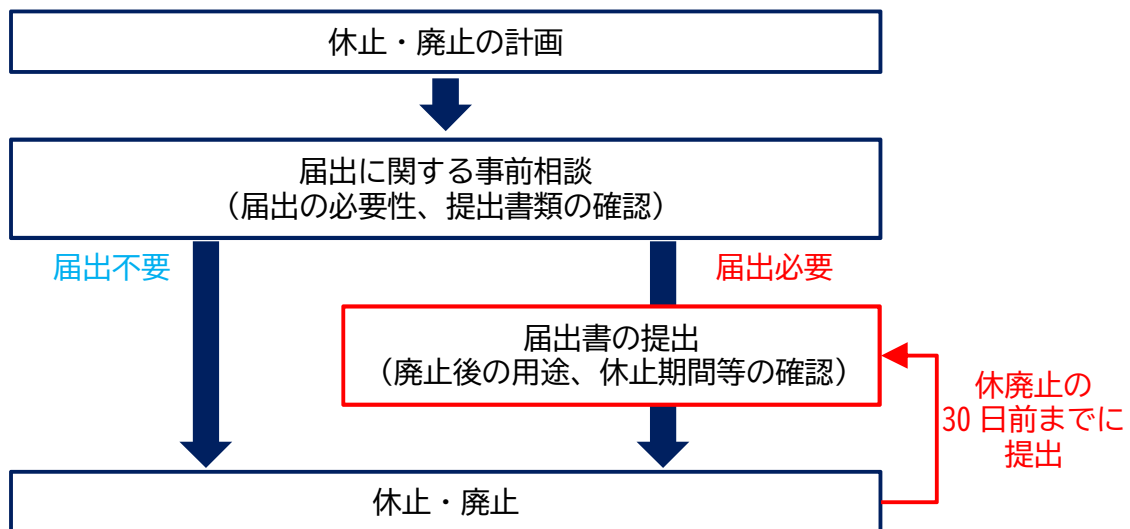 休止・廃止の計画
届出に関する事前相談
（届出の必要性、提出書類の確認）
届出不要
届出必要
届出書の提出
（廃止後の用途、休止期間等の確認）
休廃止の
30日前までに
提出
休止・廃止